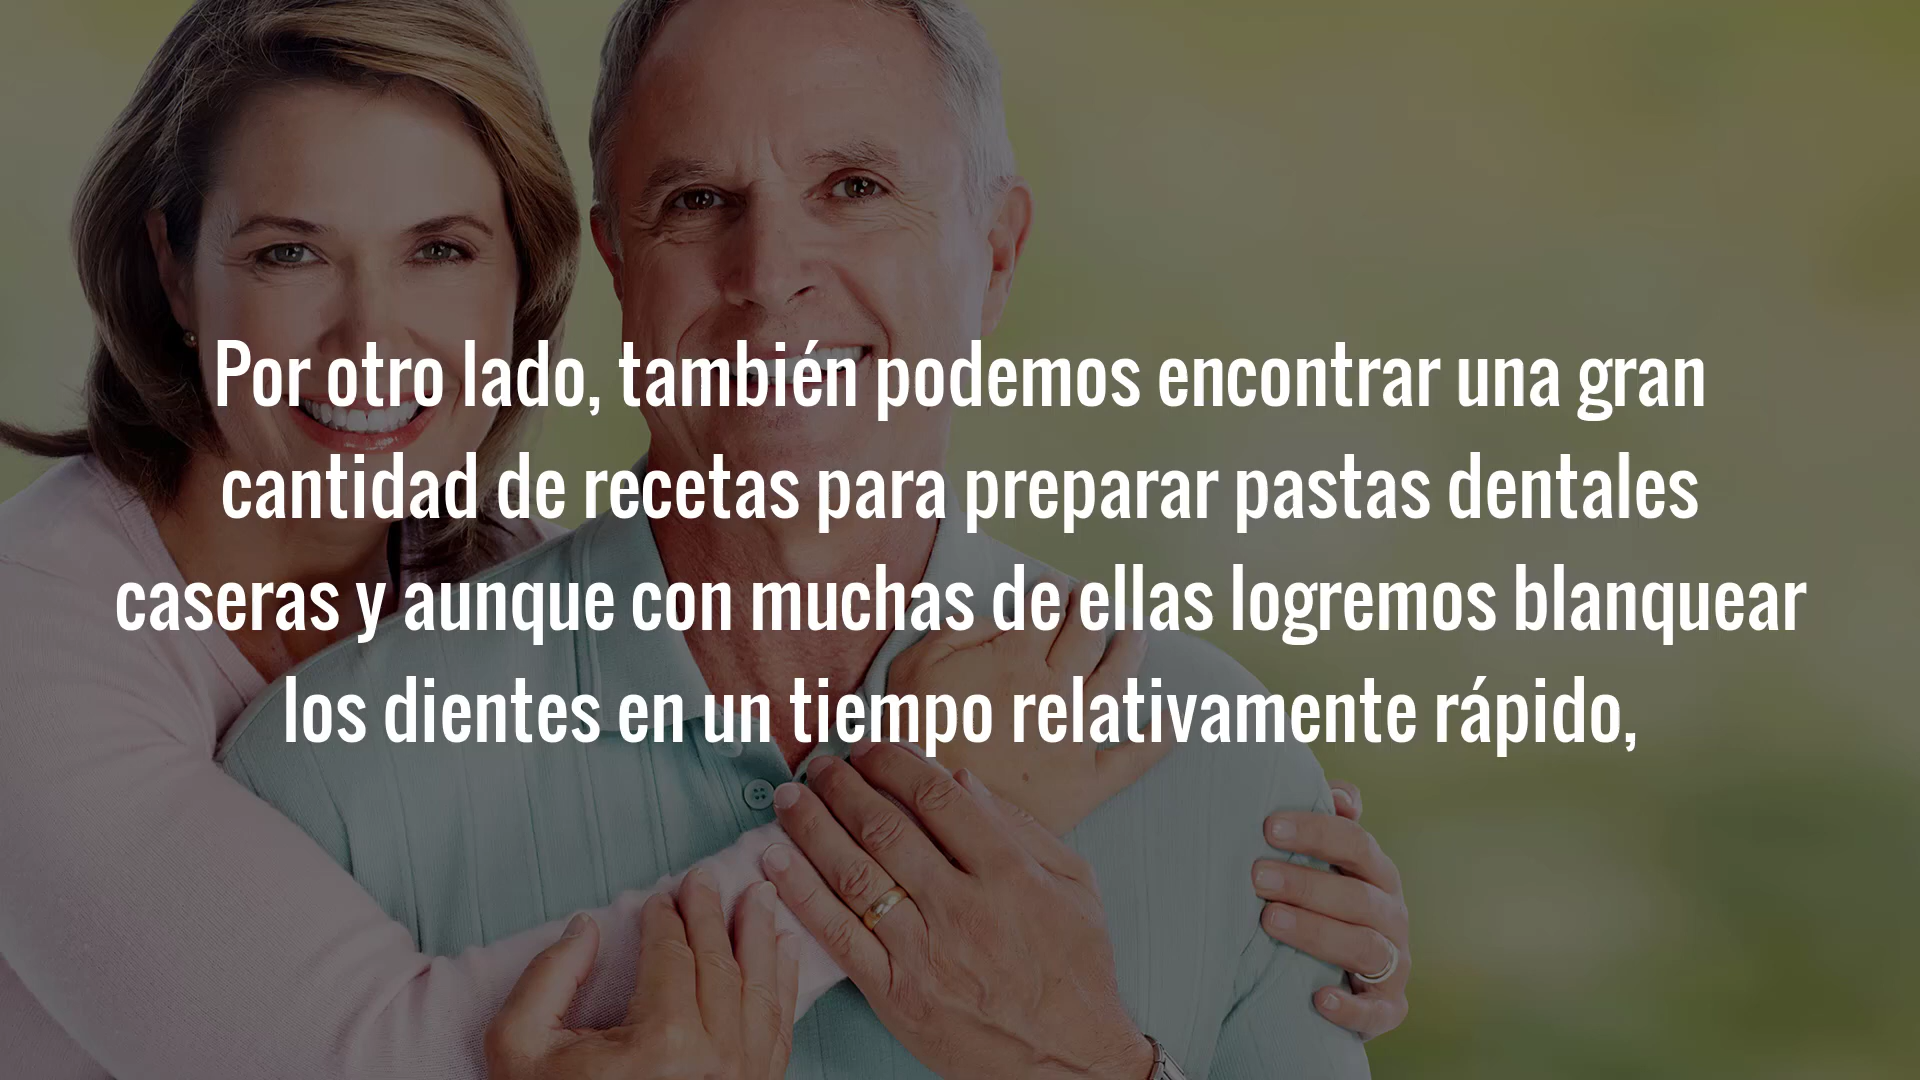 Por otro lado, también podemos encontrar una gran
cantidad de recetas para preparar pastas dentales
caseras y aunque con muchas de ellas logremos blanquear
los dientes en un tiempo relativamente rápido,